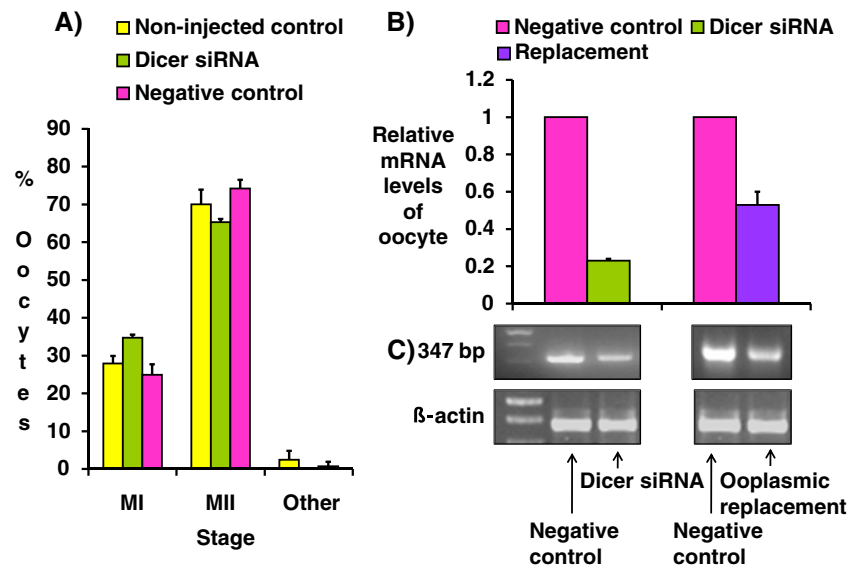 A)
Non-injected control
Dicer siRNA
Negative control
90
80
70
60
50
40
30
20
10
0
%
O
o
c
y
t
e
s
MI
MII
Other
Stage
B)
Negative control
Dicer siRNA
Replacement
1.2
1
0.8
0.6
0.4
0.2
0
Relative
mRNA
levels
of
oocyte
C)
347 bp
ß-actin
Dicer siRNA
Ooplasmic
replacement
Negative
control
Negative
control